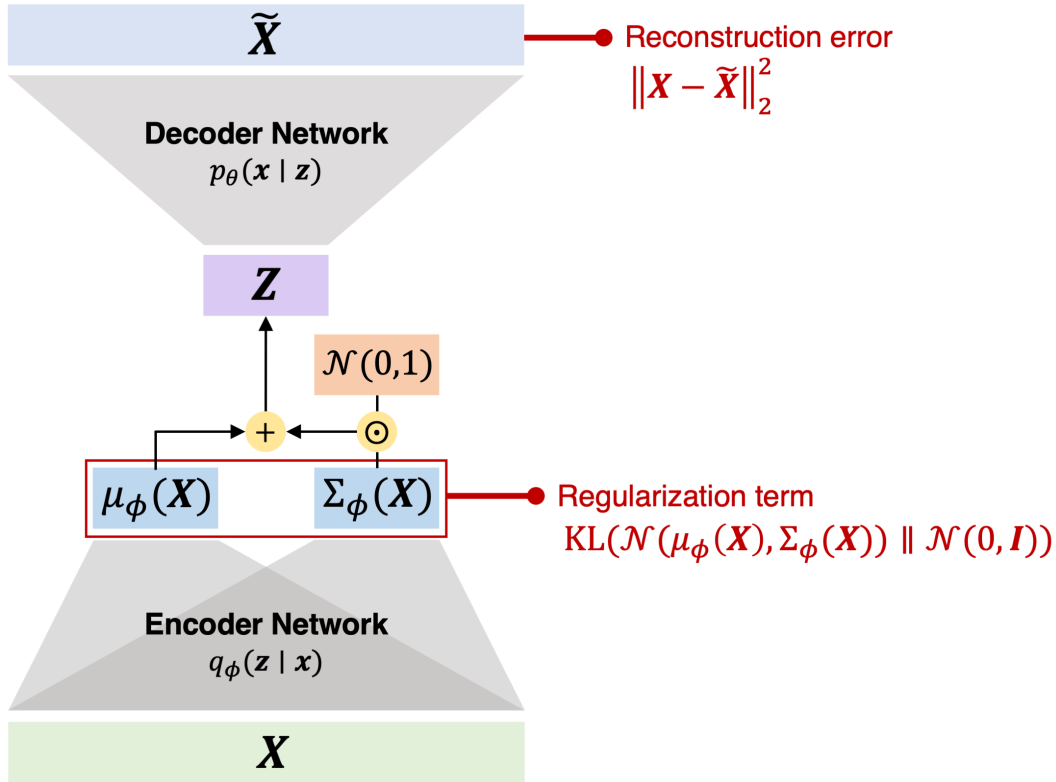 X̃
Reconstruction error
‖X − X̃‖₂²
Decoder Network
p_θ(x | z)
Z
𝒩(0,1)
+ ⊙
μ_ϕ(X) Σ_ϕ(X)
Regularization term
KL(𝒩(μ_ϕ(X), Σ_ϕ(X)) ∥ 𝒩(0, I))
Encoder Network
q_ϕ(z | x)
X